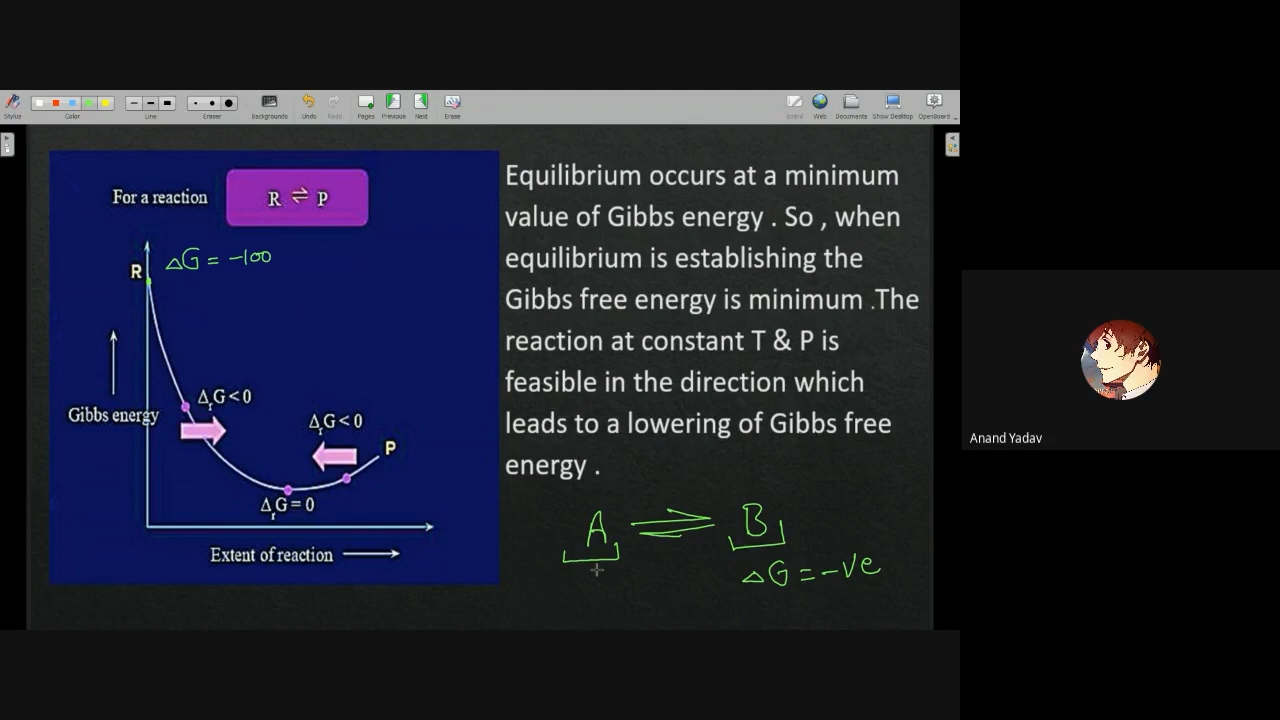 Stylus
Color
Line
Eraser
Backgrounds
Undo
Redo
Pages
Previous
Next
Erase
Board
Web
Documents
Show Desktop
OpenBoard
For a reaction
R ⇌ P
ΔG = -100
R
Gibbs energy
ΔrG < 0
ΔrG < 0
P
ΔrG = 0
Extent of reaction
Equilibrium occurs at a minimum
value of Gibbs energy . So , when
equilibrium is establishing the
Gibbs free energy is minimum .The
reaction at constant T & P is
feasible in the direction which
leads to a lowering of Gibbs free
energy .
A ⇌ B
ΔG = -ve
Anand Yadav